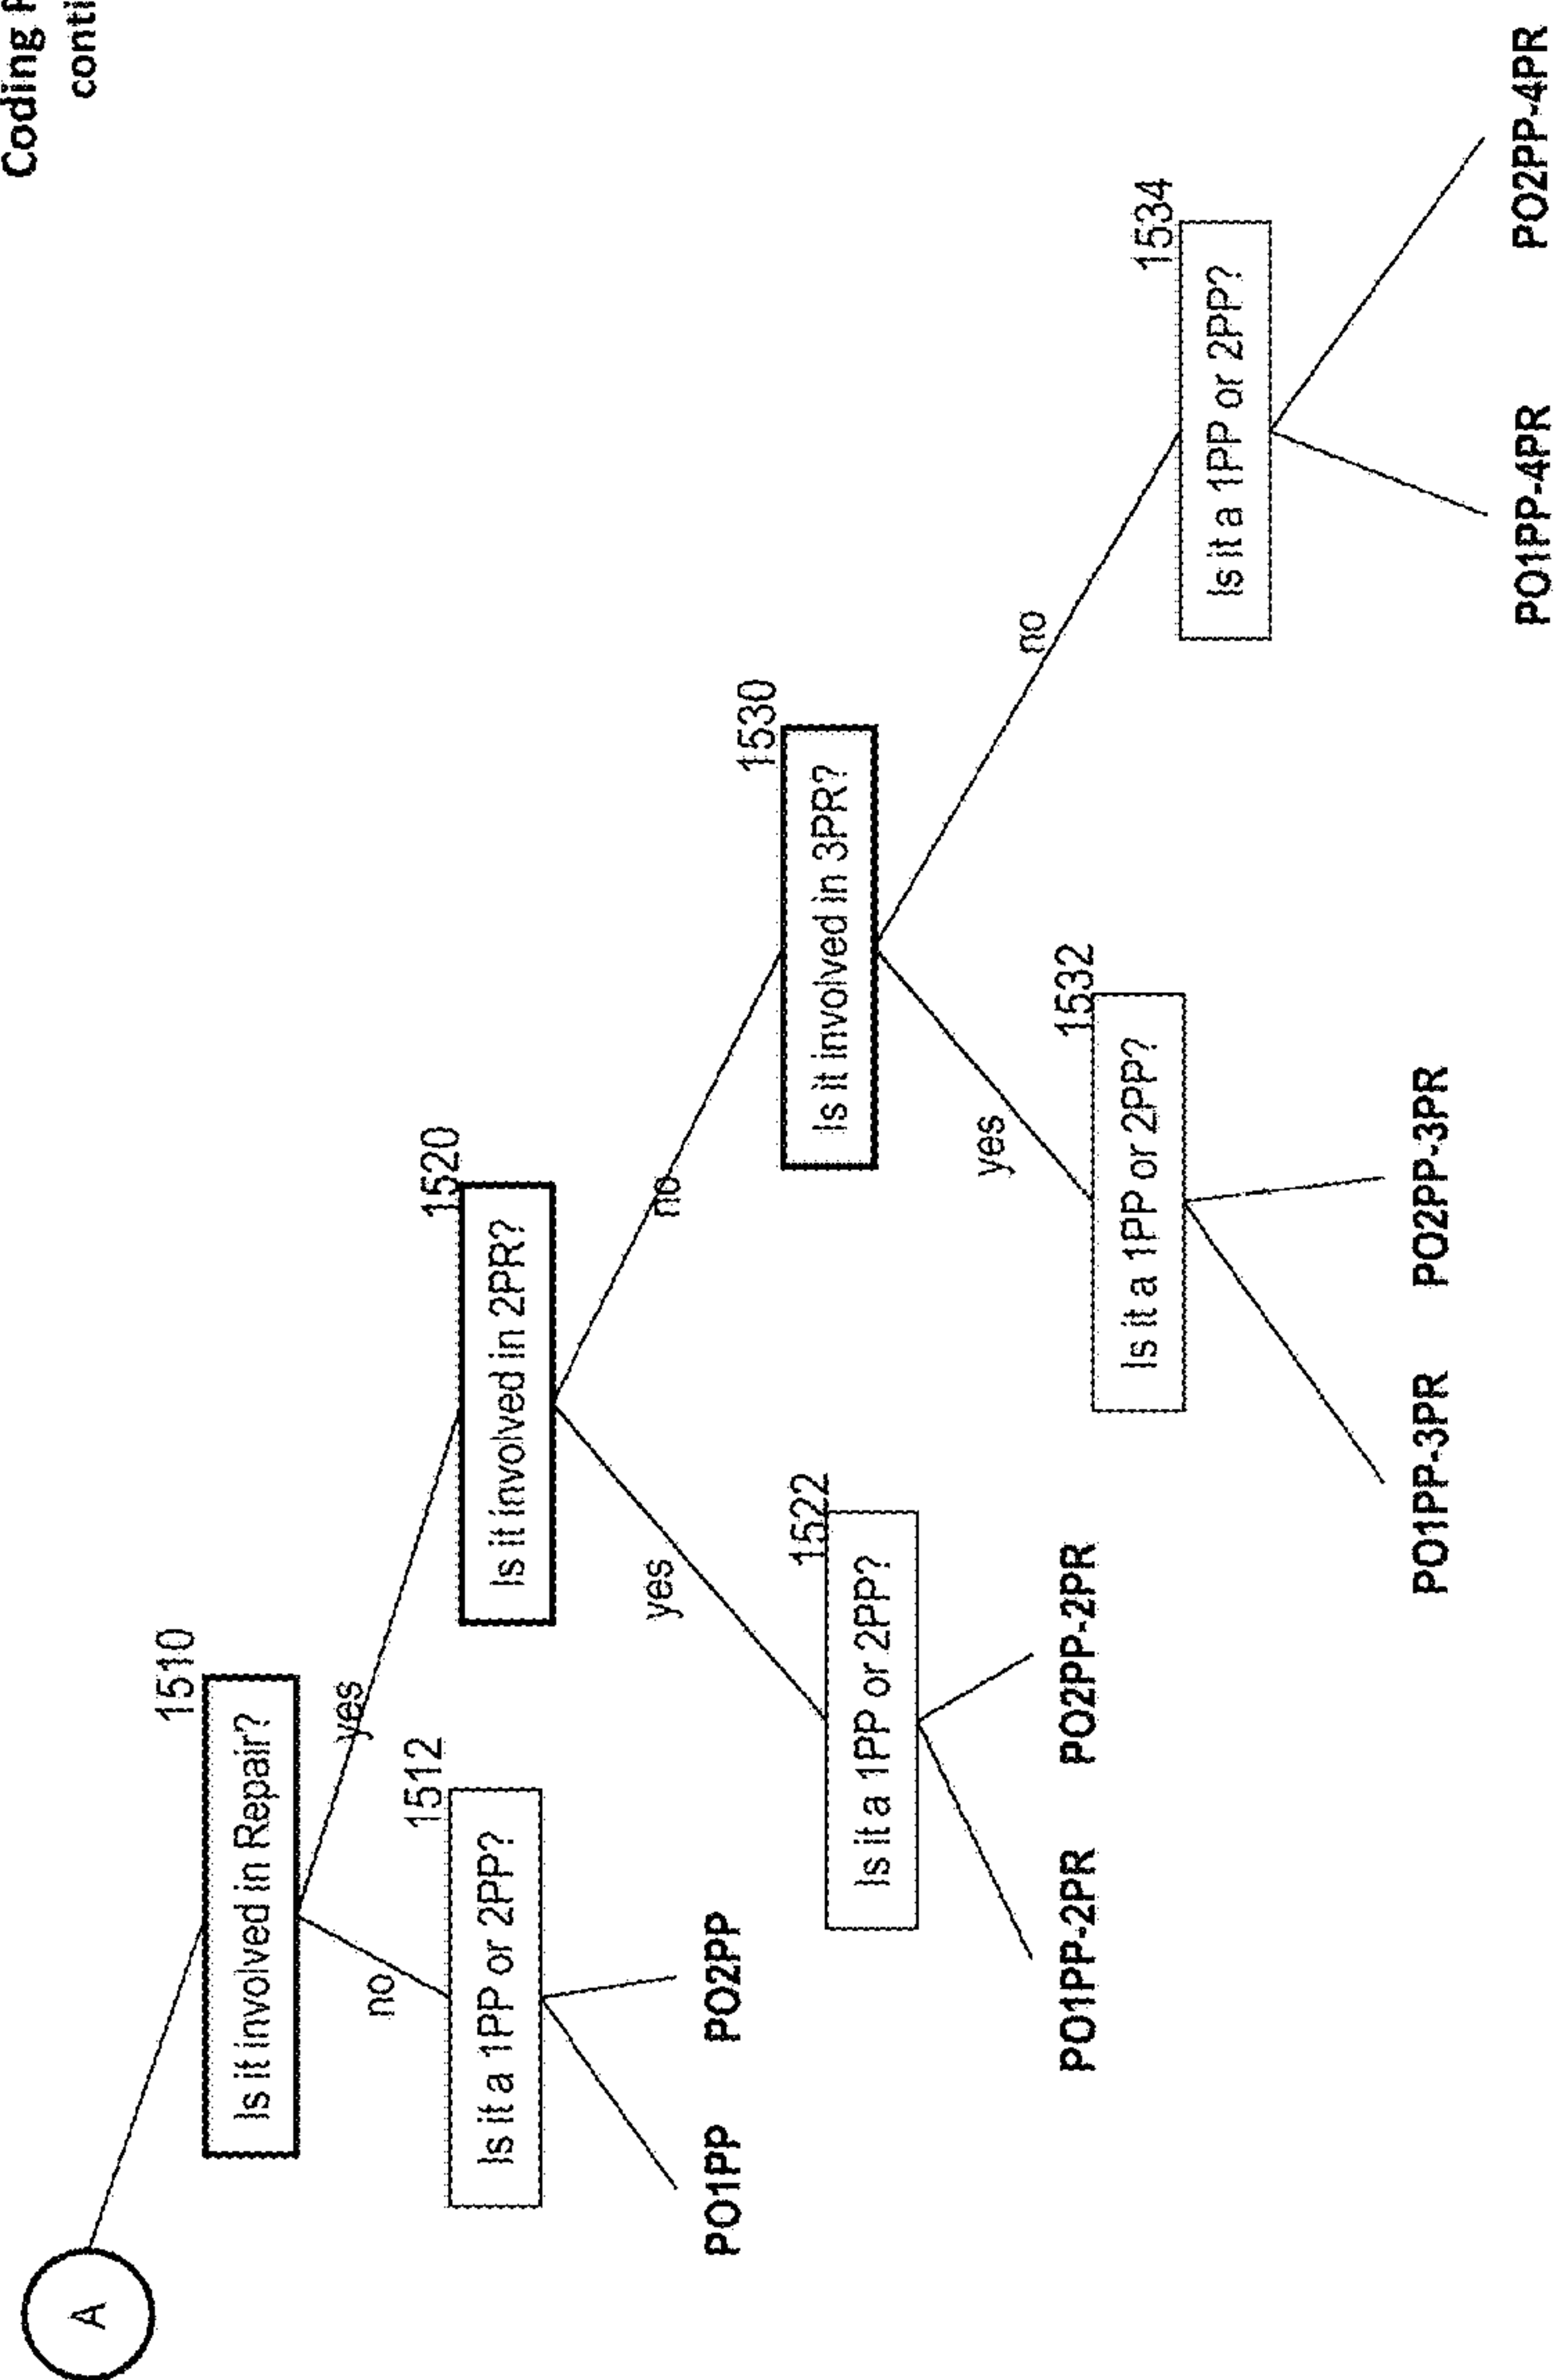 Coding
conti
A
1510
Is it involved in Repair?
no
yes
1512
Is it a 1PP or 2PP?
PO1PP
PO2PP
1520
Is it involved in 2PR?
yes
no
1522
Is it a 1PP or 2PP?
PO1PP-2PR
PO2PP-2PR
1530
Is it involved in 3PR?
yes
no
1532
Is it a 1PP or 2PP?
PO1PP-3PR
PO2PP-3PR
1534
Is it a 1PP or 2PP?
PO1PP-4PR
PO2PP-4PR